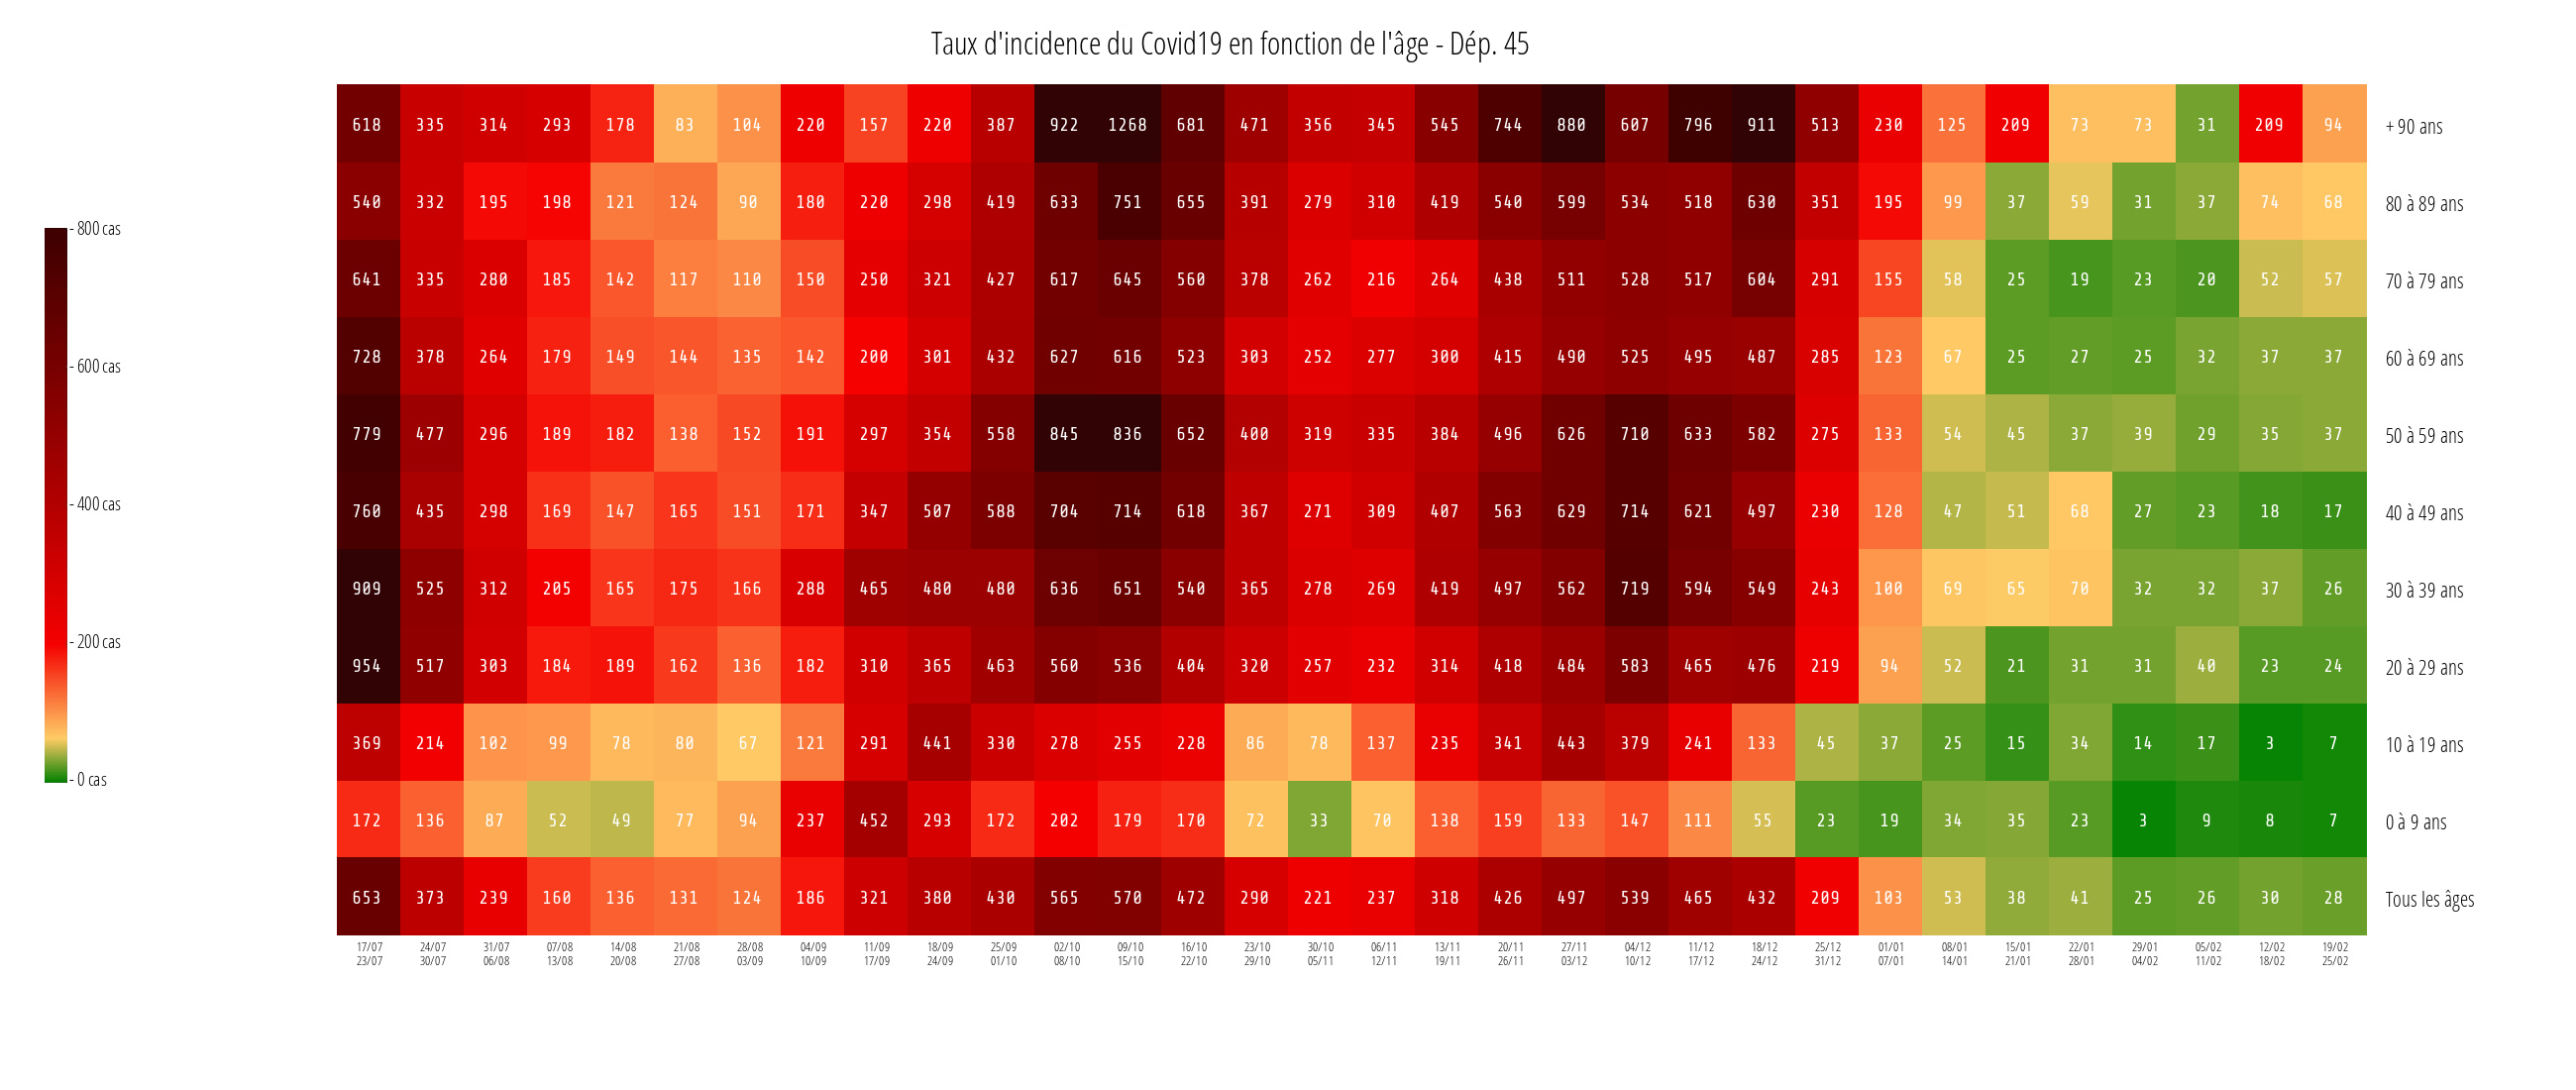 Taux d'incidence du Covid19 en fonction de l'âge - Dép. 45
- 800 cas
- 600 cas
- 400 cas
- 200 cas
- 0 cas
618 335 314 293 178 83 104 220 157 220 387 922 1268 681 471 356 345 545 744 880 607 796 911 513 230 125 209 73 73 31 209 94 + 90 ans
540 332 195 198 121 124 90 180 220 298 419 633 751 655 391 279 310 419 540 599 534 518 630 351 195 99 37 59 31 37 74 68 80 à 89 ans
641 335 280 185 142 117 110 150 250 321 427 617 645 560 378 262 216 264 438 511 528 517 604 291 155 58 25 19 23 20 52 57 70 à 79 ans
728 378 264 179 149 144 135 142 200 301 432 627 616 523 303 252 277 300 415 490 525 495 487 285 123 67 25 27 25 32 37 37 60 à 69 ans
779 477 296 189 182 138 152 191 297 354 558 845 836 652 400 319 335 384 496 626 710 633 582 275 133 54 45 37 39 29 35 37 50 à 59 ans
760 435 298 169 147 165 151 171 347 507 588 704 714 618 367 271 309 407 563 629 714 621 497 230 128 47 51 68 27 23 18 17 40 à 49 ans
909 525 312 205 165 175 166 288 465 480 480 636 651 540 365 278 269 419 497 562 719 594 549 243 100 69 65 70 32 32 37 26 30 à 39 ans
954 517 303 184 189 162 136 182 310 365 463 560 536 404 320 257 232 314 418 484 583 465 476 219 94 52 21 31 31 40 23 24 20 à 29 ans
369 214 102 99 78 80 67 121 291 441 330 278 255 228 86 78 137 235 341 443 379 241 133 45 37 25 15 34 14 17 3 7 10 à 19 ans
172 136 87 52 49 77 94 237 452 293 172 202 179 170 72 33 70 138 159 133 147 111 55 23 19 34 35 23 3 9 8 7 0 à 9 ans
653 373 239 160 136 131 124 186 321 380 430 565 570 472 290 221 237 318 426 497 539 465 432 209 103 53 38 41 25 26 30 28 Tous les âges
17/07 24/07 31/07 07/08 14/08 21/08 28/08 04/09 11/09 18/09 25/09 02/10 09/10 16/10 23/10 30/10 06/11 13/11 20/11 27/11 04/12 11/12 18/12 25/12 01/01 08/01 15/01 22/01 29/01 05/02 12/02 19/02
23/07 30/07 06/08 13/08 20/08 27/08 03/09 10/09 17/09 24/09 01/10 08/10 15/10 22/10 29/10 05/11 12/11 19/11 26/11 03/12 10/12 17/12 24/12 31/12 07/01 14/01 21/01 28/01 04/02 11/02 18/02 25/02